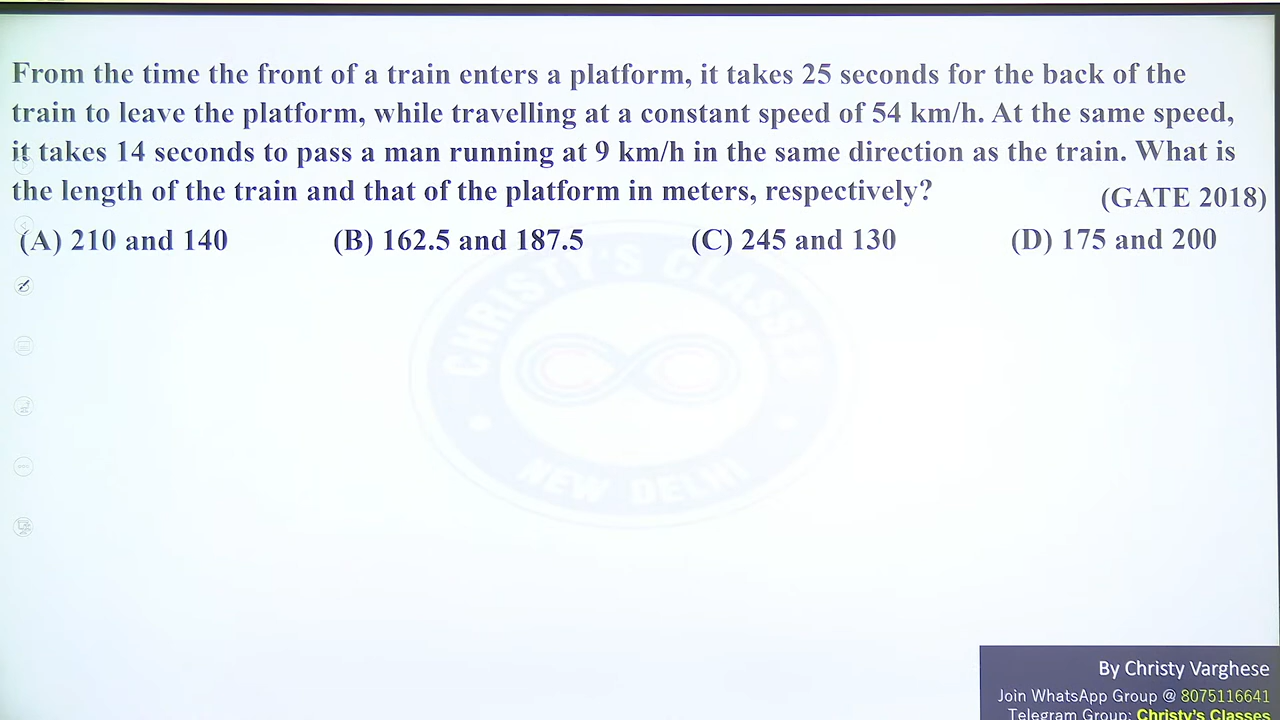 From the time the front of a train enters a platform, it takes 25 seconds for the back of the
train to leave the platform, while travelling at a constant speed of 54 km/h. At the same speed,
it takes 14 seconds to pass a man running at 9 km/h in the same direction as the train. What is
the length of the train and that of the platform in meters, respectively?
(GATE 2018)
(A) 210 and 140 (B) 162.5 and 187.5 (C) 245 and 130 (D) 175 and 200
CHRISTY'S CLASSES
NEW DELHI
By Christy Varghese
Join WhatsApp Group @ 8075116641
Telegram Group: Christy's Classes